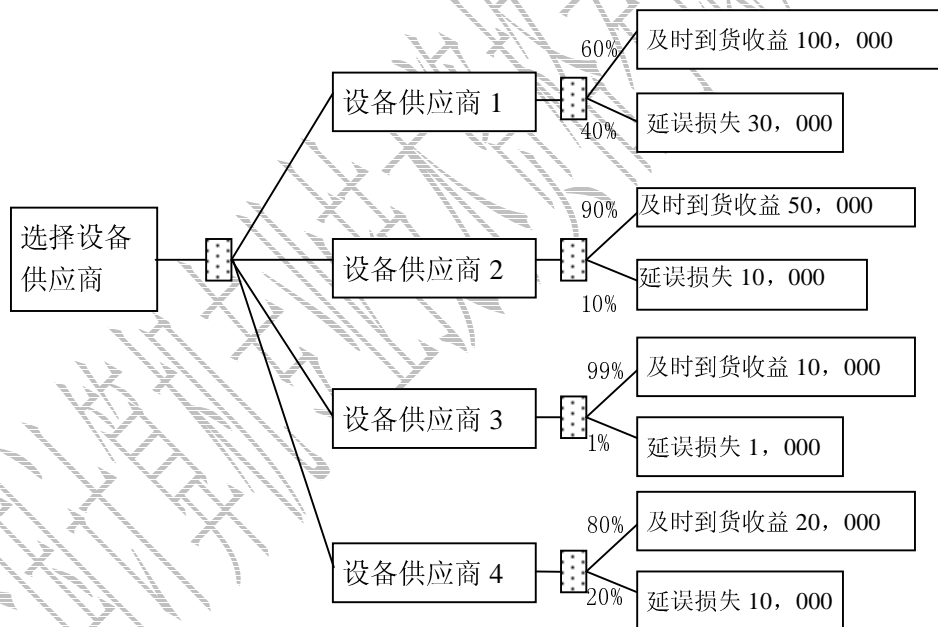 60%
及时到货收益 100，000
设备供应商 1
40%
延误损失 30，000
选择设备
供应商
90%
及时到货收益 50，000
设备供应商 2
10%
延误损失 10，000
99%
及时到货收益 10，000
设备供应商 3
1%
延误损失 1，000
80%
及时到货收益 20，000
设备供应商 4
20%
延误损失 10，000